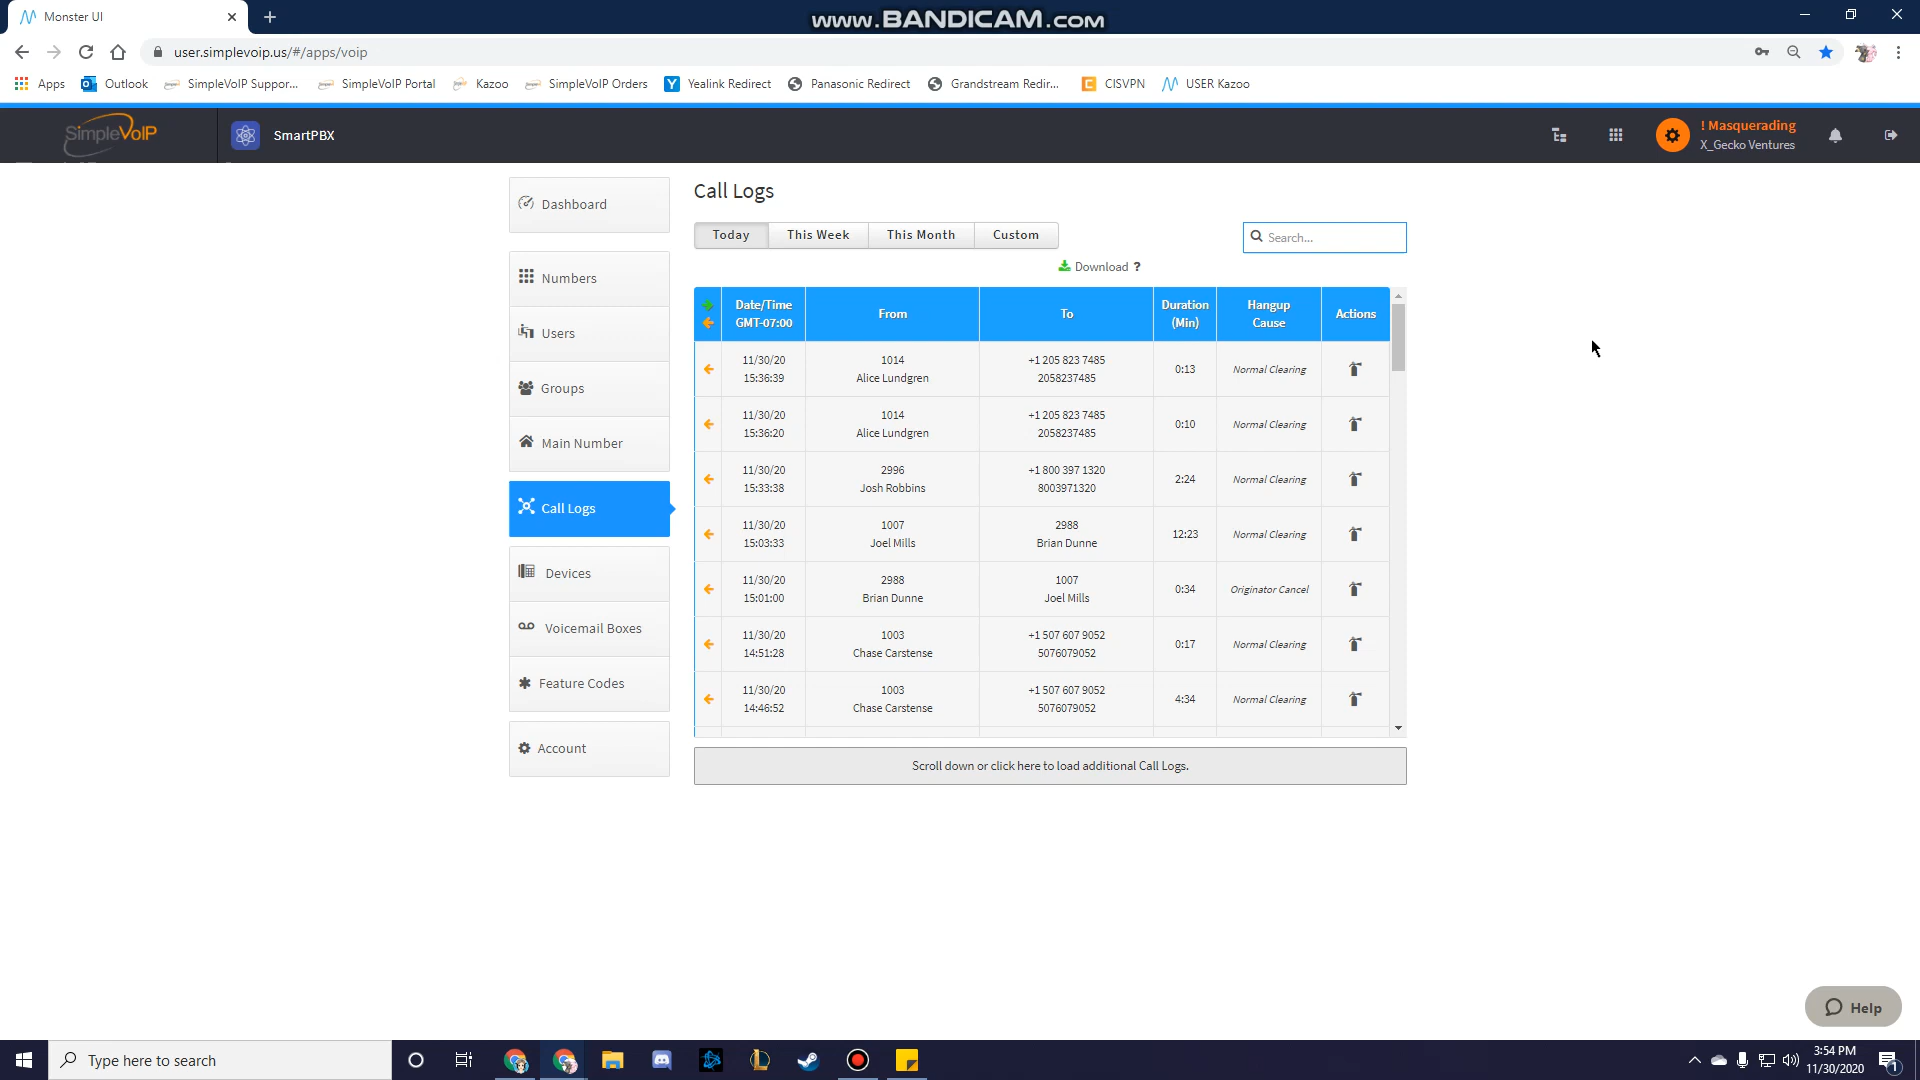 Monster UI
www.BANDICAM.com
user.simplevoip.us/#/apps/voip
Apps
Outlook
SimpleVoIP Suppor...
SimpleVoIP Portal
Kazoo
SimpleVoIP Orders
Yealink Redirect
Panasonic Redirect
Grandstream Redir...
CISVPN
USER Kazoo
SimpleVoIP
SmartPBX
! Masquerading
X_Gecko Ventures
Dashboard
Numbers
Users
Groups
Main Number
Call Logs
Devices
Voicemail Boxes
Feature Codes
Account
Call Logs
Today This Week This Month Custom
Search...
Download ?
Date/Time GMT-07:00 From To Duration (Min) Hangup Cause Actions
11/30/20 1014 +1 205 823 7485
15:36:39 Alice Lundgren 2058237485 0:13 Normal Clearing
11/30/20 1014 +1 205 823 7485
15:36:20 Alice Lundgren 2058237485 0:10 Normal Clearing
11/30/20 2996 +1 800 397 1320
15:33:38 Josh Robbins 8003971320 2:24 Normal Clearing
11/30/20 1007 2988
15:03:33 Joel Mills Brian Dunne 12:23 Normal Clearing
11/30/20 2988 1007
15:01:00 Brian Dunne Joel Mills 0:34 Originator Cancel
11/30/20 1003 +1 507 607 9052
14:51:28 Chase Carstense 5076079052 0:17 Normal Clearing
11/30/20 1003 +1 507 607 9052
14:46:52 Chase Carstense 5076079052 4:34 Normal Clearing
Scroll down or click here to load additional Call Logs.
Help
Type here to search
3:54 PM
11/30/2020
1